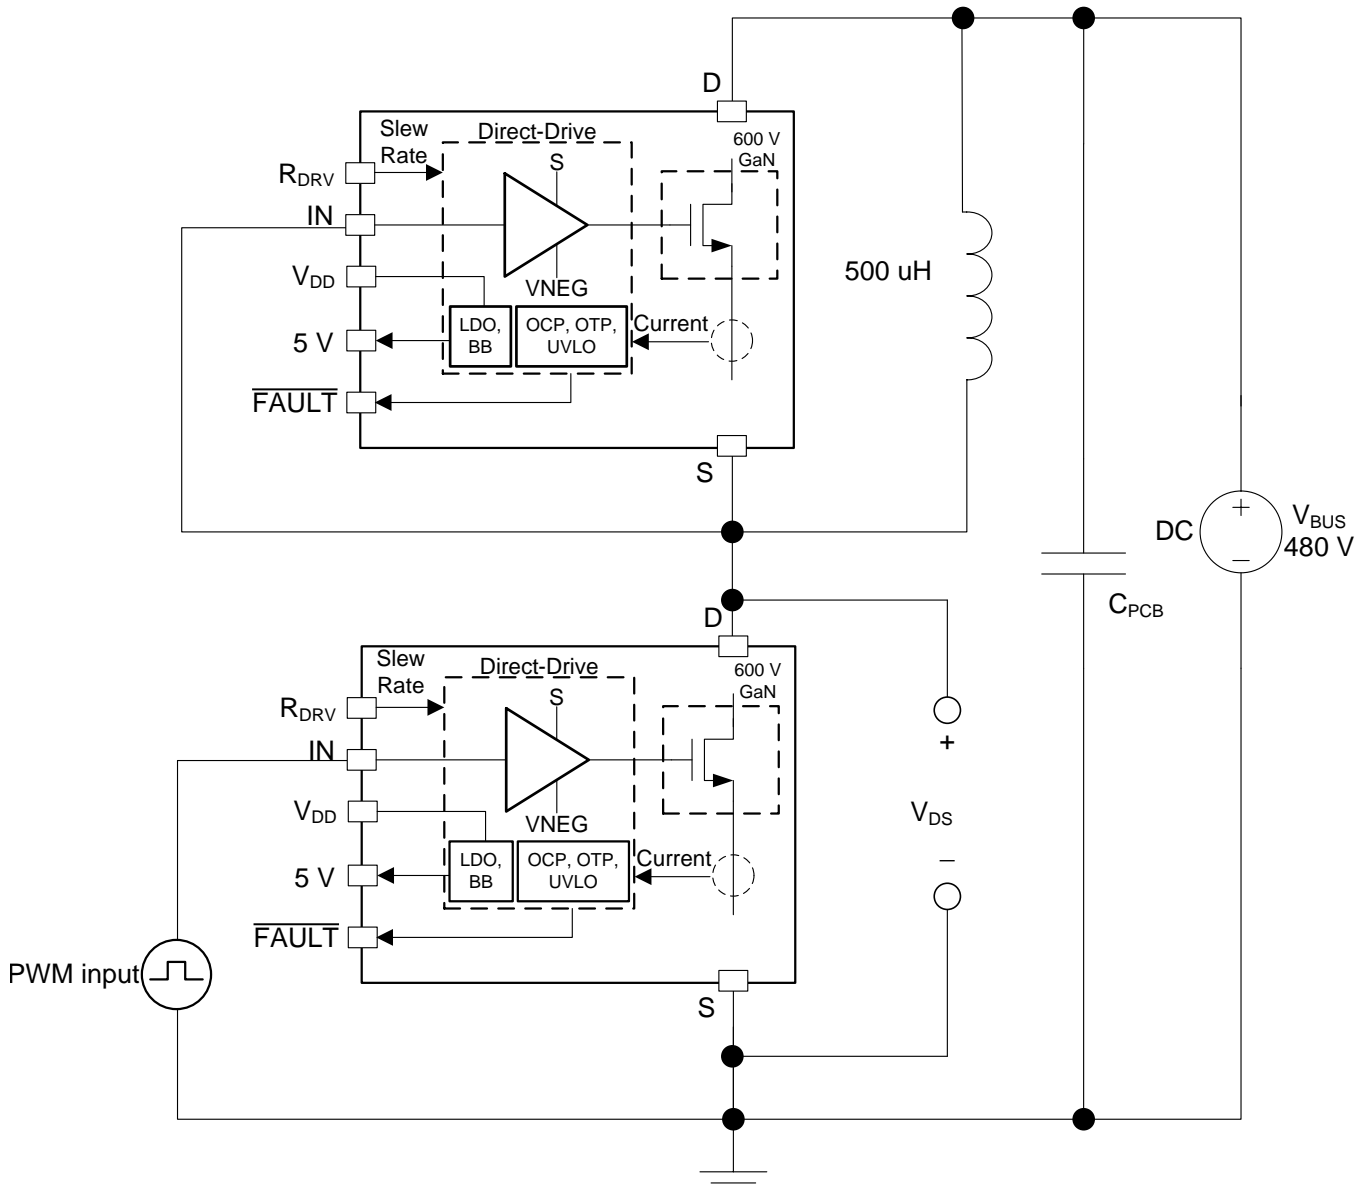 D
Slew
Rate
Direct-Drive
600 V
GaN
S
RDRV
IN
VDD
VNEG
5 V
LDO,
BB
OCP, OTP,
UVLO
Current
FAULT
S
500 uH
DC
+
–
VBUS
480 V
CPCB
D
Slew
Rate
Direct-Drive
600 V
GaN
S
RDRV
IN
VDD
VNEG
5 V
LDO,
BB
OCP, OTP,
UVLO
Current
FAULT
S
+
VDS
–
PWM input